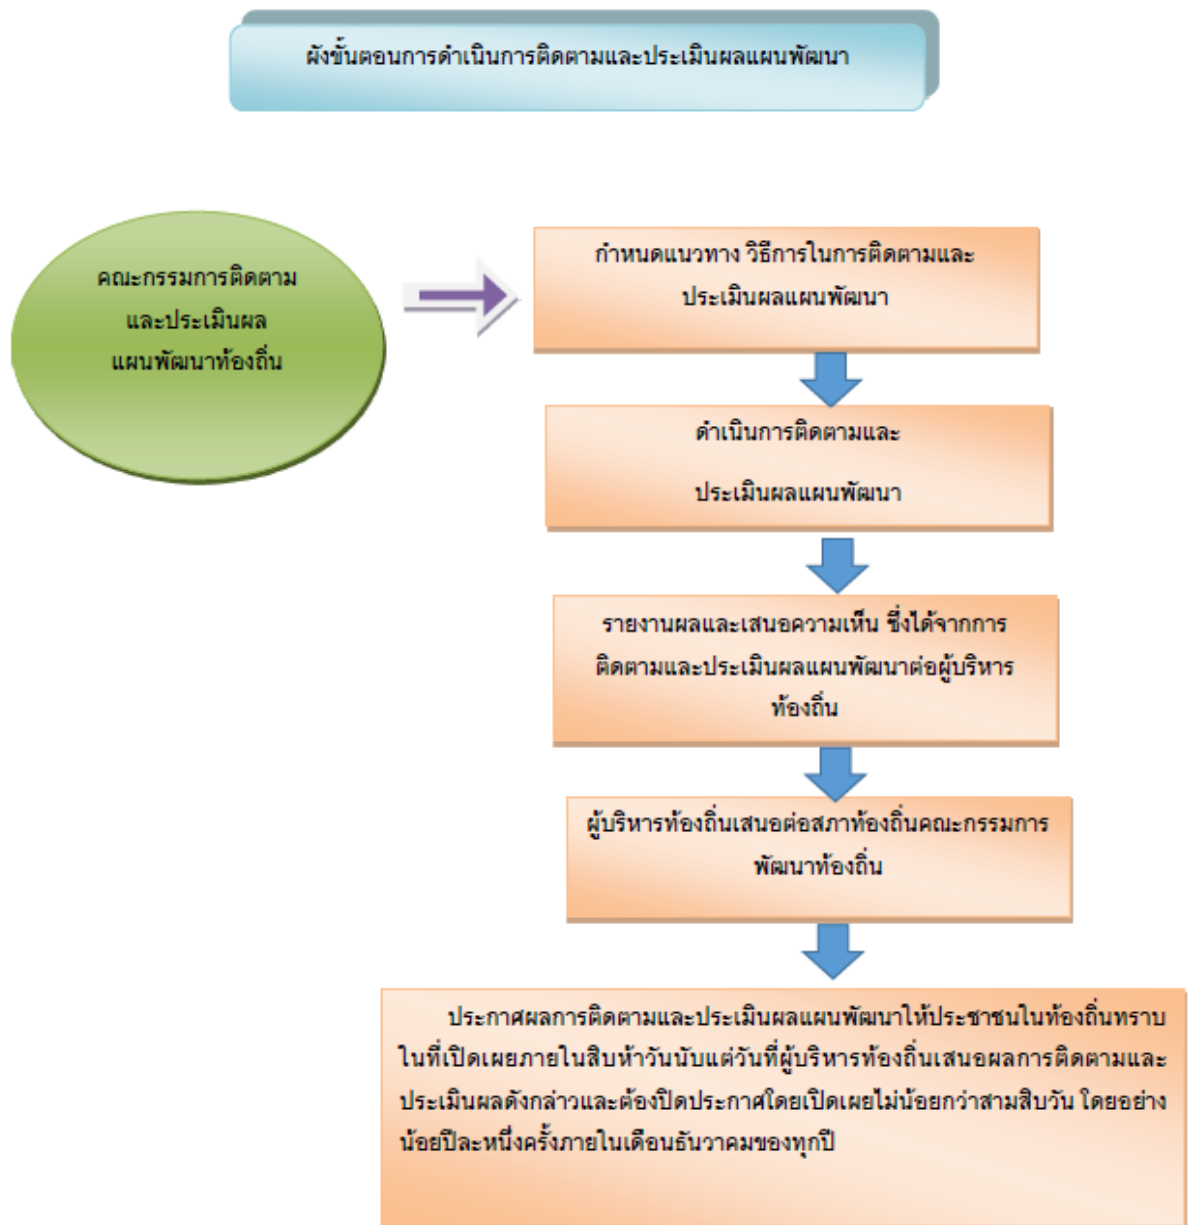 ผังขั้นตอนการดำเนินการติดตามและประเมินผลแผนพัฒนา
คณะกรรมการติดตาม
และประเมินผล
แผนพัฒนาท้องถิ่น
กำหนดแนวทาง วิธีการในการติดตามและ
ประเมินผลแผนพัฒนา
ดำเนินการติดตามและ
ประเมินผลแผนพัฒนา
รายงานผลและเสนอความเห็น ซึ่งได้จากการ
ติดตามและประเมินผลแผนพัฒนาต่อผู้บริหาร
ท้องถิ่น
ผู้บริหารท้องถิ่นเสนอต่อสภาท้องถิ่นคณะกรรมการ
พัฒนาท้องถิ่น
ประกาศผลการติดตามและประเมินผลแผนพัฒนาให้ประชาชนในท้องถิ่นทราบ
ในที่เปิดเผยภายในสิบห้าวันนับแต่วันที่ผู้บริหารท้องถิ่นเสนอผลการติดตามและ
ประเมินผลดังกล่าวและต้องปิดประกาศโดยเปิดเผยไม่น้อยกว่าสามสิบวัน โดยอย่าง
น้อยปีละหนึ่งครั้งภายในเดือนธันวาคมของทุกปี